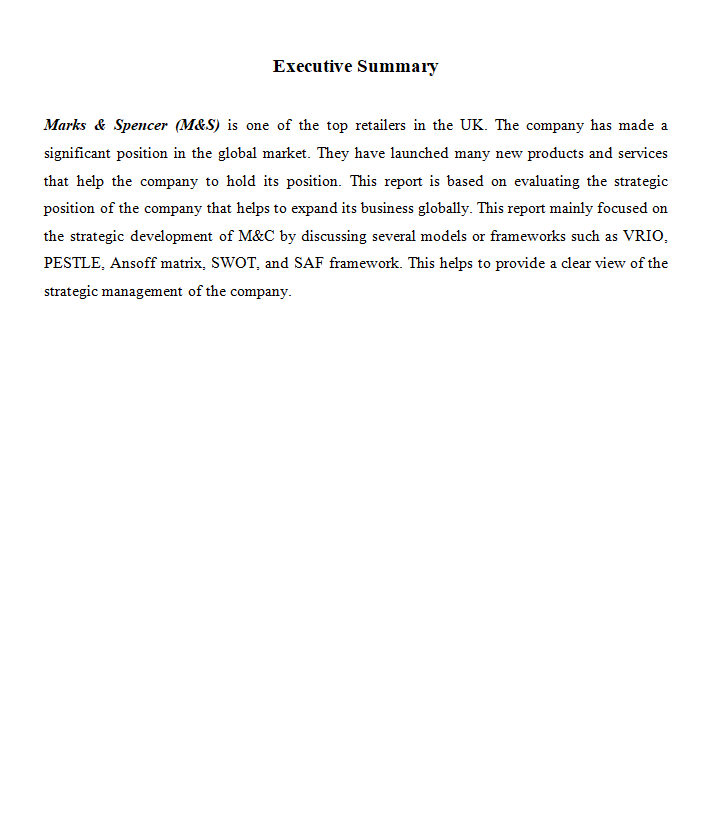 Executive Summary
Marks & Spencer (M&S) is one of the top retailers in the UK. The company has made a
significant position in the global market. They have launched many new products and services
that help the company to hold its position. This report is based on evaluating the strategic
position of the company that helps to expand its business globally. This report mainly focused on
the strategic development of M&C by discussing several models or frameworks such as VRIO,
PESTLE, Ansoff matrix, SWOT, and SAF framework. This helps to provide a clear view of the
strategic management of the company.